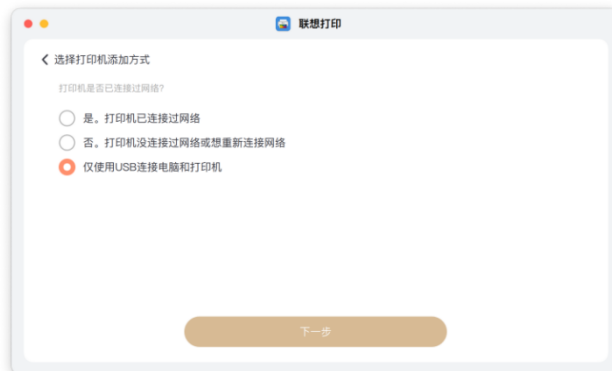 联想打印
选择打印机添加方式
打印机是否已连接过网络?
是。打印机已连接过网络
否。打印机没连接过网络或想重新连接网络
仅使用USB连接电脑和打印机
下一步